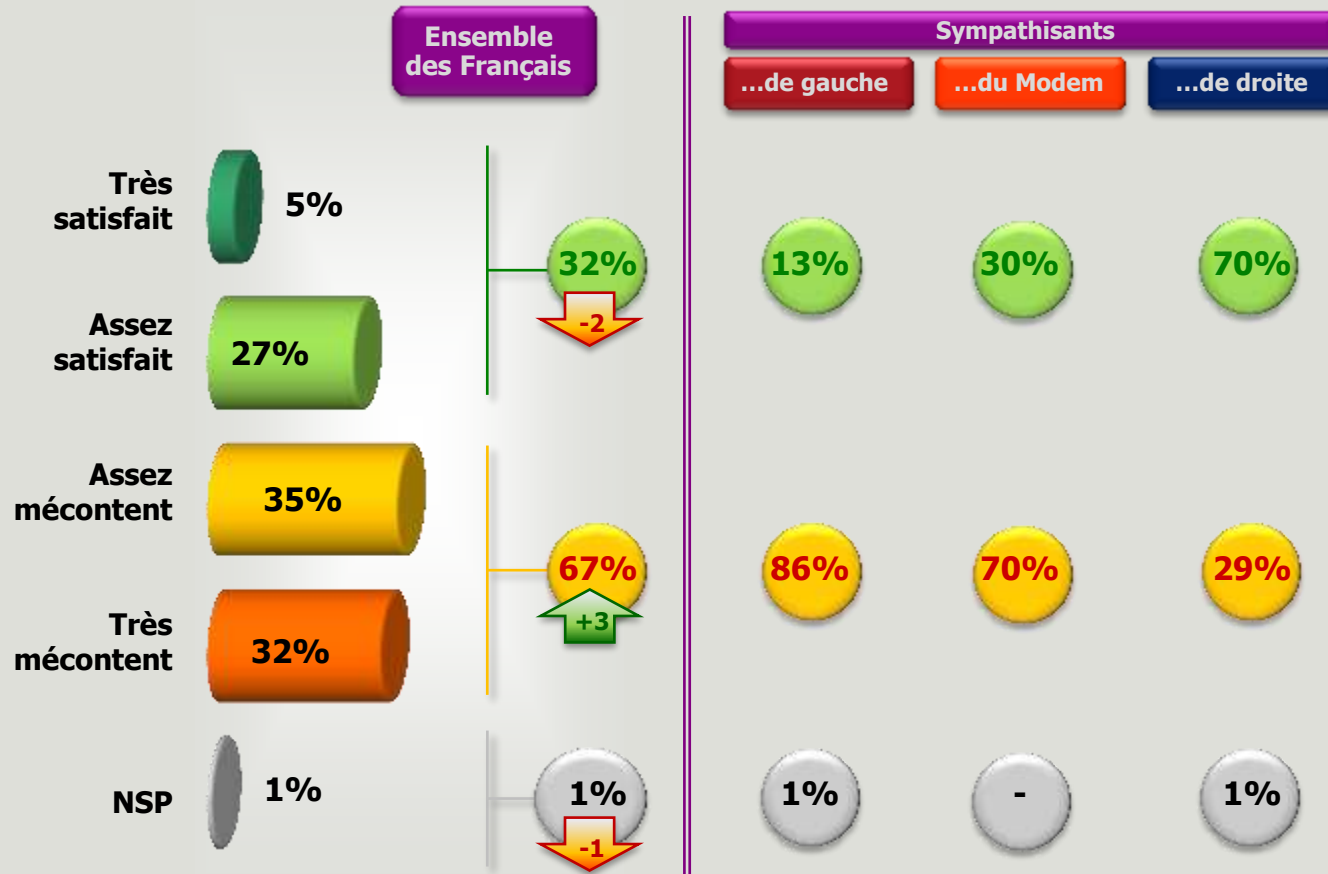 Ensemble
des Français
Sympathisants
...de gauche
...du Modem
...de droite
Très
satisfait
5%
32%
-2
13%
30%
70%
Assez
satisfait
27%
Assez
mécontent
35%
67%
+3
86%
70%
29%
Très
mécontent
32%
NSP
1%
1%
-1
1%
-
1%